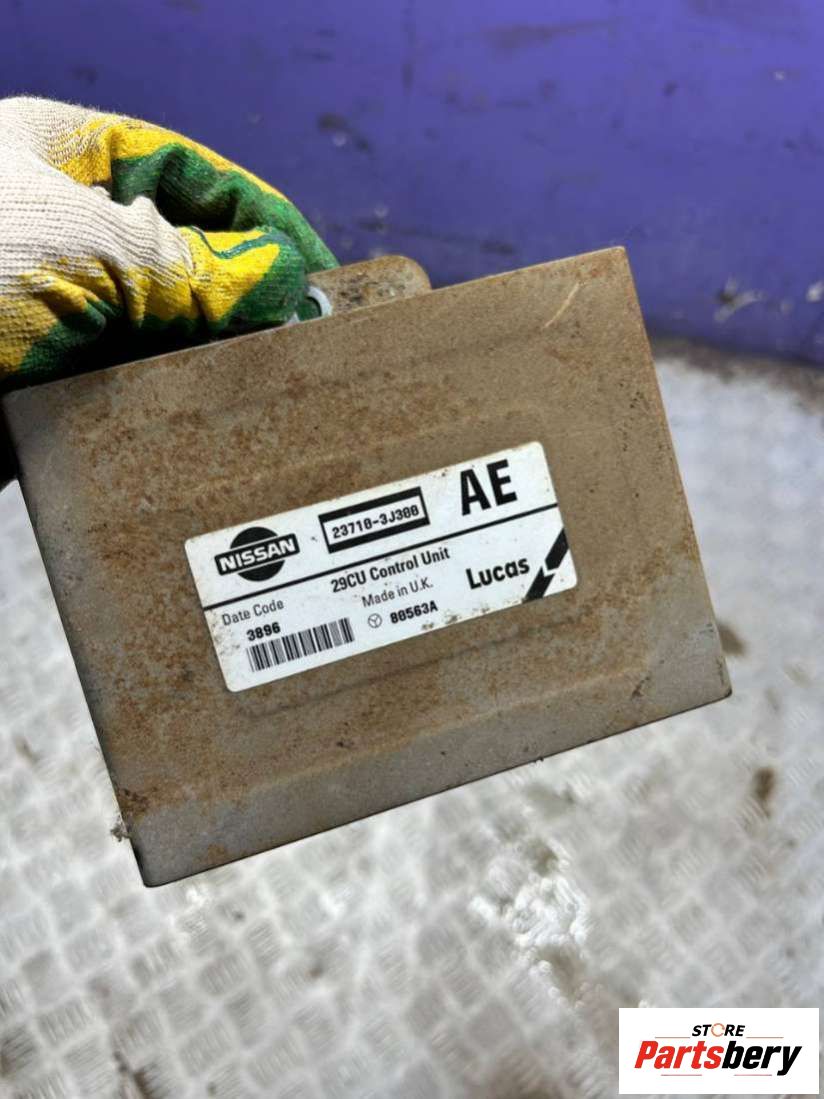 NISSAN
23710-3J300
AE
29CU Control Unit
Date Code
Made in U.K.
Lucas
3896
80563A
STORE
Partsbery